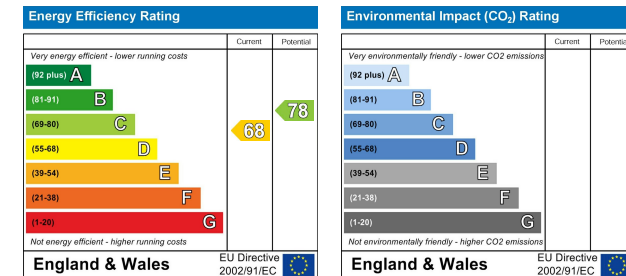 Energy Efficiency Rating
Current Potential
Very energy efficient - lower running costs
(92 plus) A
(81-91) B
(69-80) C
(55-68) D
(39-54) E
(21-38) F
(1-20) G
68
78
Not energy efficient - higher running costs
England & Wales
EU Directive
2002/91/EC
Environmental Impact (CO₂) Rating
Current Potential
Very environmentally friendly - lower CO2 emissions
(92 plus) A
(81-91) B
(69-80) C
(55-68) D
(39-54) E
(21-38) F
(1-20) G
Not environmentally friendly - higher CO2 emissions
England & Wales
EU Directive
2002/91/EC